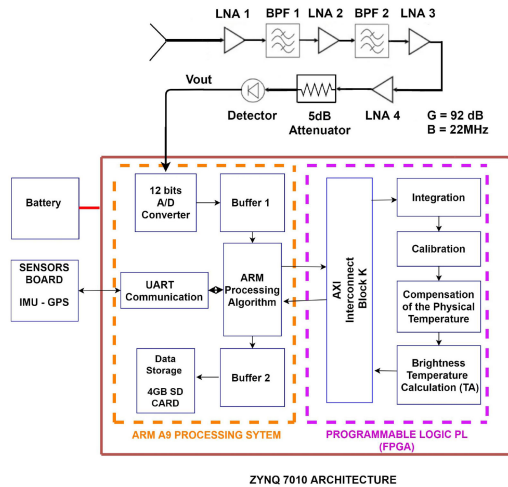 LNA 1
BPF 1
LNA 2
BPF 2
LNA 3
Vout
Detector
5dB
Attenuator
LNA 4
G = 92 dB
B = 22MHz
Battery
SENSORS
BOARD
IMU - GPS
12 bits
A/D
Converter
Buffer 1
UART
Communication
ARM
Processing
Algorithm
Data
Storage
4GB SD
CARD
Buffer 2
ARM A9 PROCESSING SYTEM
AXI
Interconnect
Block K
Integration
Calibration
Compensation
of the Physical
Temperature
Brightness
Temperature
Calculation (TA)
PROGRAMMABLE LOGIC PL
(FPGA)
ZYNQ 7010 ARCHITECTURE